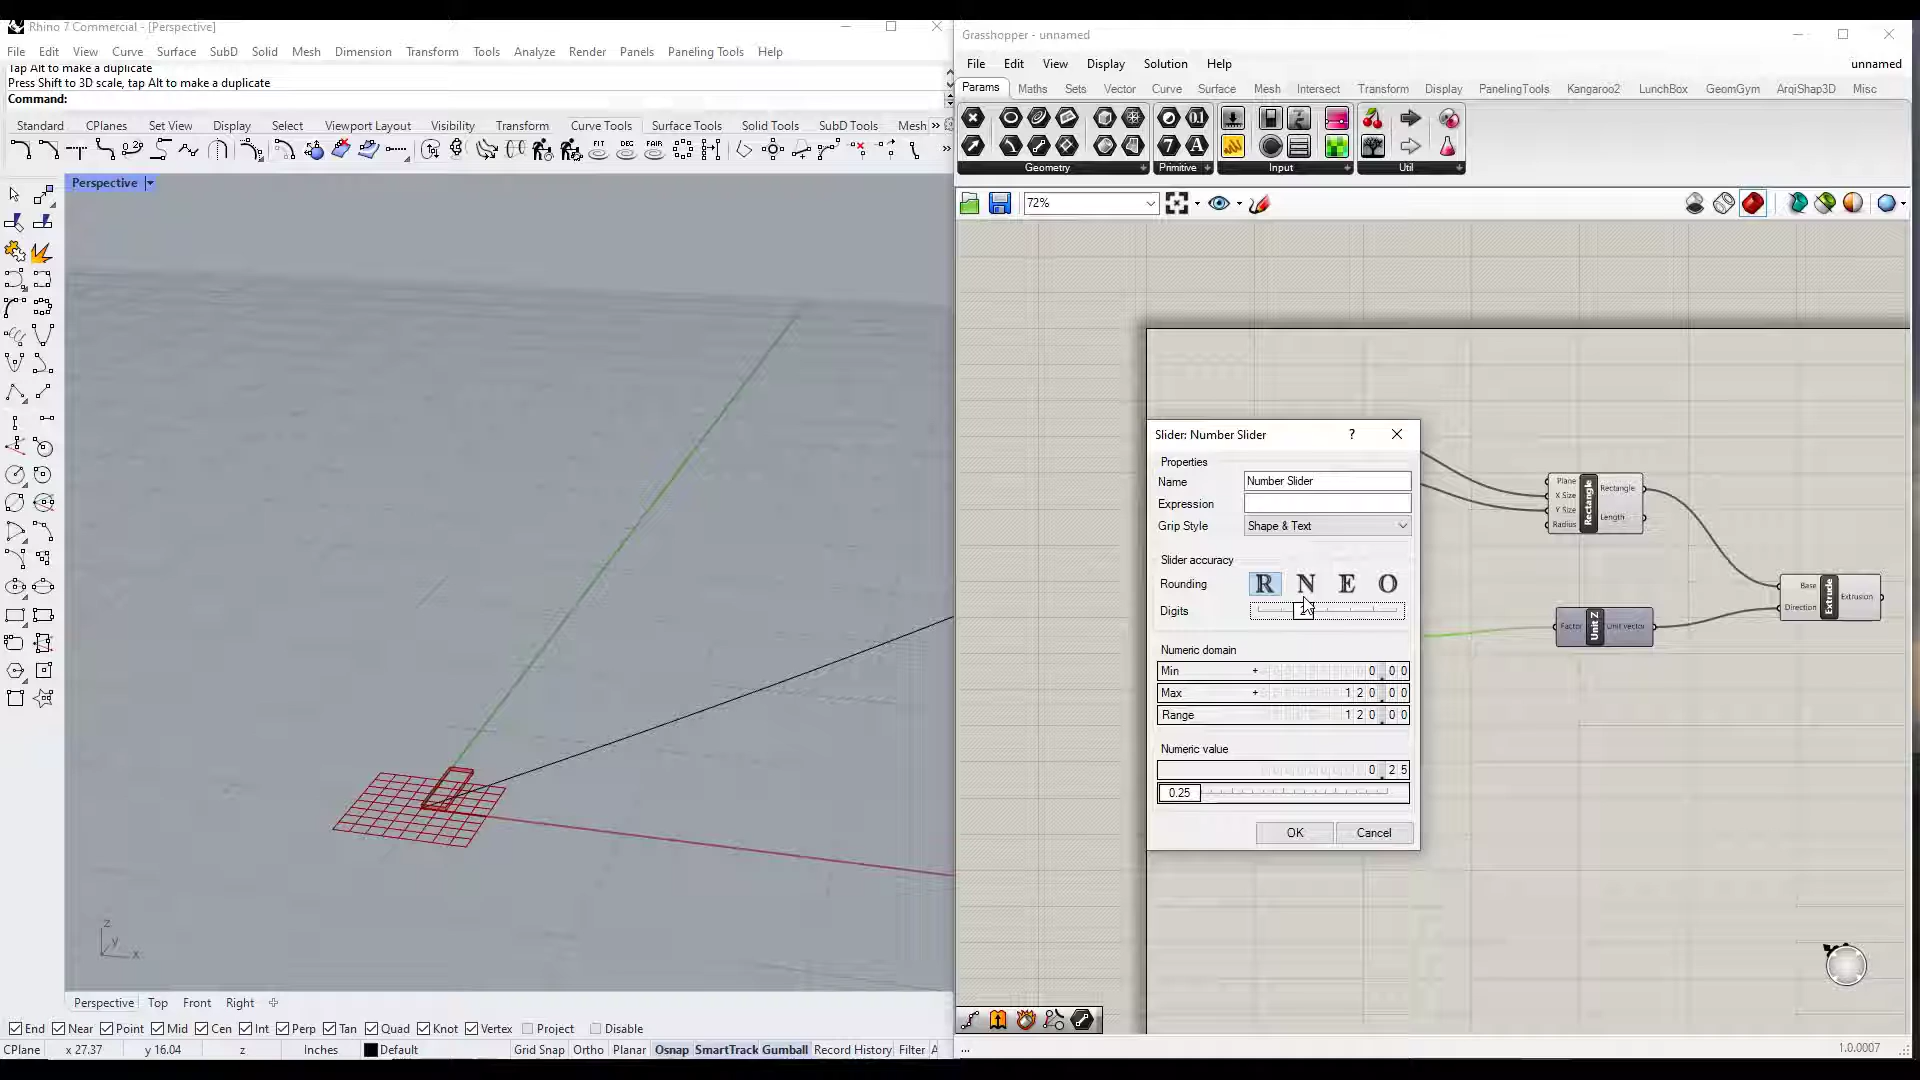 Rhino 7 Commercial - [Perspective]
File Edit View Curve Surface SubD Solid Mesh Dimension Transform Tools Analyze Render Panels Paneling Tools Help
Tap Alt to make a duplicate
Press Shift to 3D scale, tap Alt to make a duplicate
Command:
Standard CPlanes Set View Display Select Viewport Layout Visibility Transform Curve Tools Surface Tools Solid Tools SubD Tools Mesh »
Perspective
z
y
x
Perspective Top Front Right
End Near Point Mid Cen Int Perp Tan Quad Knot Vertex Project Disable
CPlane x 27.37 y 16.04 z Inches Default Grid Snap Ortho Planar Osnap SmartTrack Gumball Record History Filter A
Grasshopper - unnamed
File Edit View Display Solution Help unnamed
Params Maths Sets Vector Curve Surface Mesh Intersect Transform Display PanelingTools Kangaroo2 LunchBox GeomGym ArqiShap3D Misc
Geometry Primitive Input Util
72%
Slider: Number Slider ?
Properties
Name Number Slider
Expression
Grip Style Shape & Text
Slider accuracy
Rounding R N E O
Digits
Numeric domain
Min + 0.00
Max + 120.00
Range 120.00
Numeric value
0.25
0.25
OK Cancel
Plane
X Size
Y Size
Radius
Rectangle
Rectangle
Length
Factor Unit Z Unit vector
Base
Direction
Extrude
Extrusion
... 1.0.0007